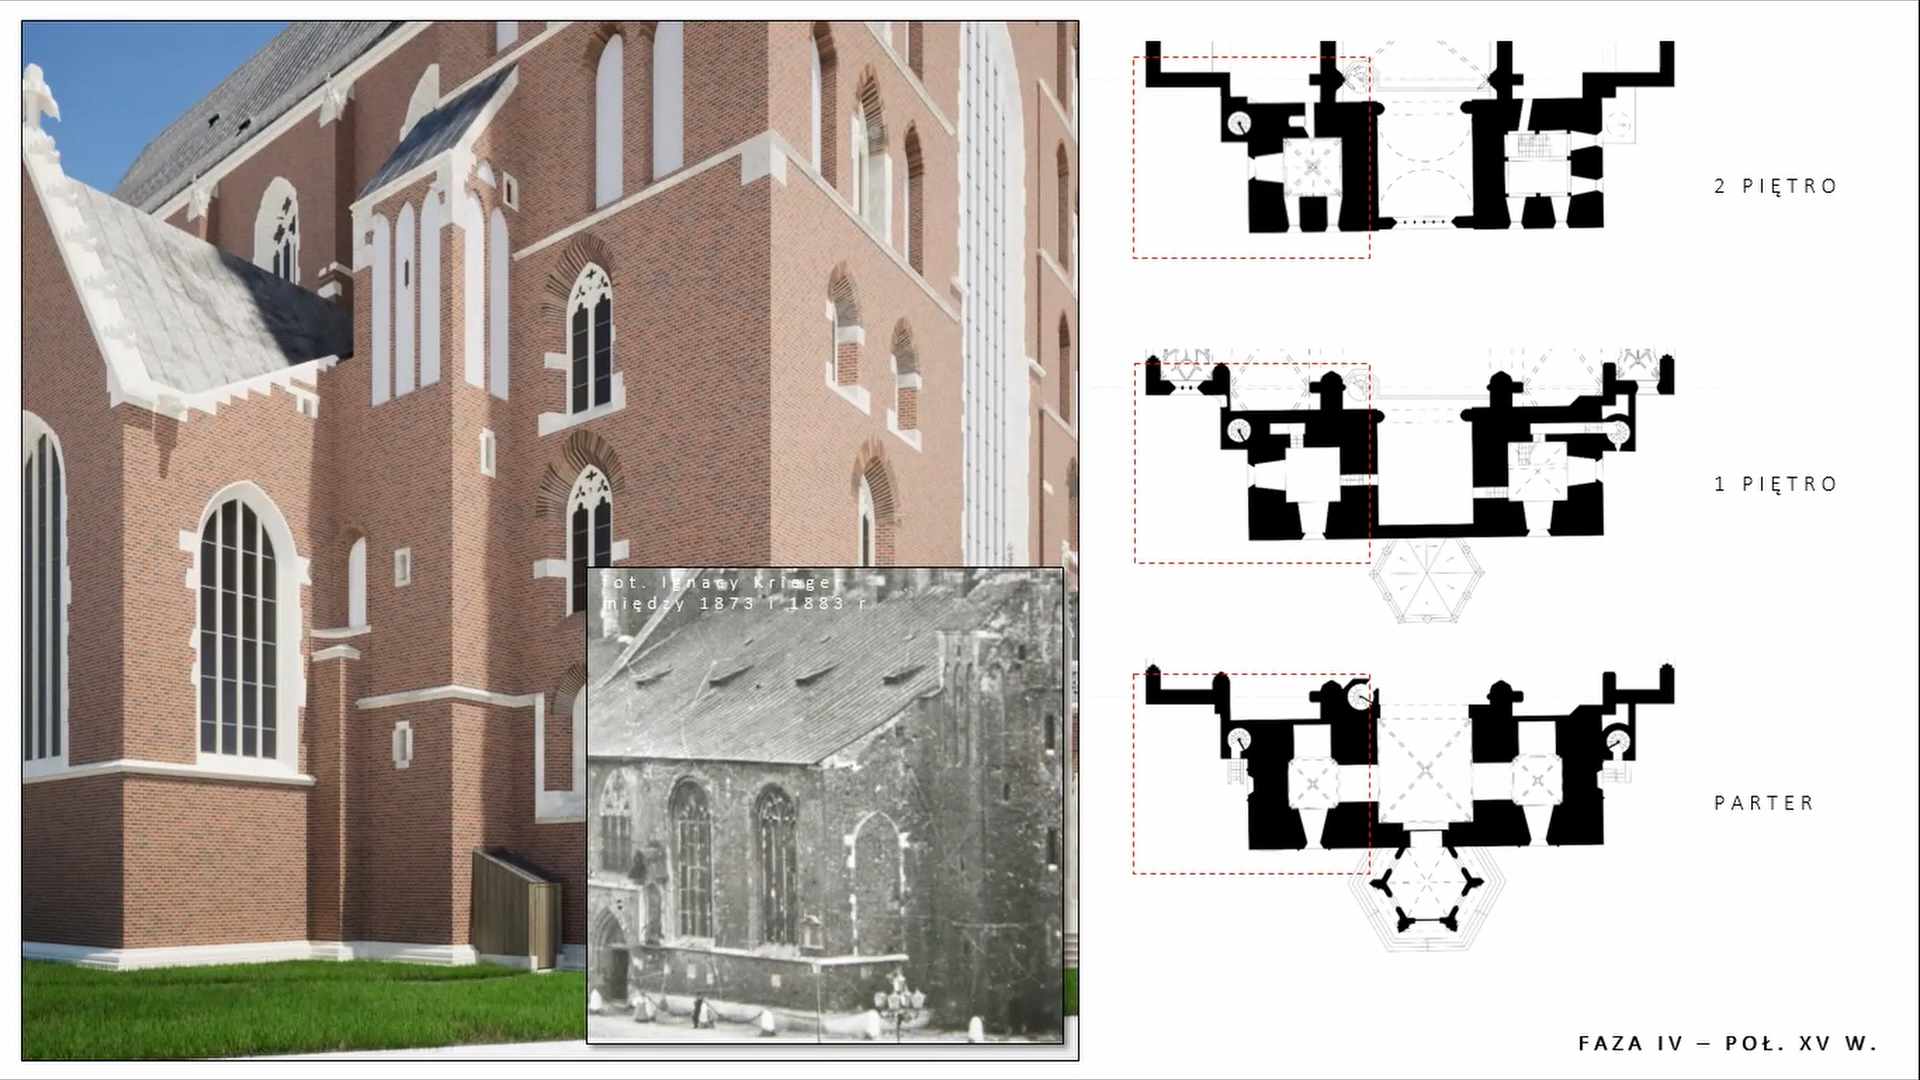 fot. Ignacy Krieger
między 1873 i 1883 r
2 PIĘTRO
1 PIĘTRO
PARTER
FAZA IV – POŁ. XV W.